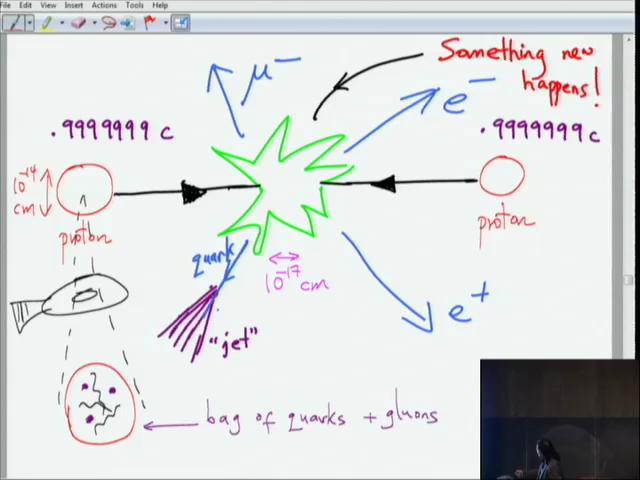 File Edit View Insert Actions Tools Help
Something new
happens!
μ⁻
e⁻
.9999999 c
.9999999 c
10⁻¹⁴
cm
proton
proton
quark
10⁻¹⁷ cm
e⁺
"jet"
bag of quarks + gluons